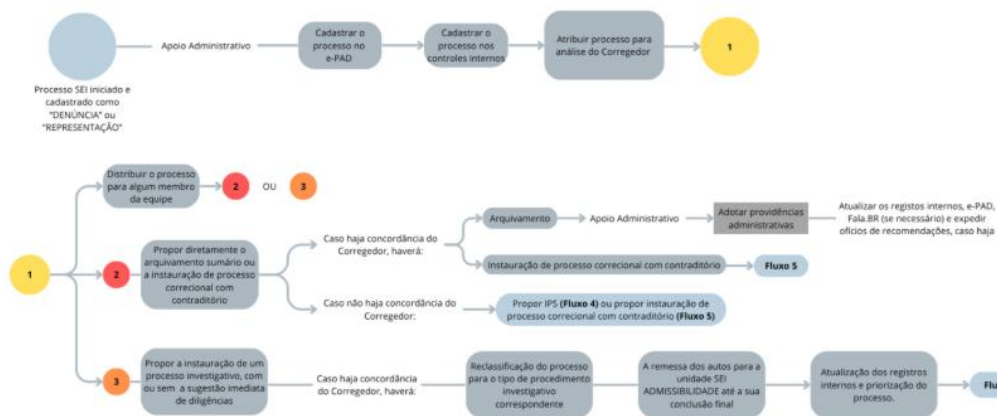 Processo SEI iniciado e
cadastrado como
"DENÚNCIA" ou
"REPRESENTAÇÃO"
Apoio Administrativo
Cadastrar o
processo no
e-PAD
Cadastrar o
processo nos
controles internos
Atribuir processo para
análise do Corregedor
1
1
Distribuir o processo
para algum membro
da equipe
2
OU
3
2
Propor diretamente o
arquivamento sumário ou
a instauração de processo
correcional com
contraditório
Caso haja concordância do
Corregedor, haverá:
Arquivamento
Apoio Administrativo
Adotar providências
administrativas
Atualizar os registos internos, e-PAD,
Fala.BR (se necessário) e expedir
ofícios de recomendações, caso haja
Instauração de processo correcional com contraditório
Fluxo 5
Caso não haja concordância do
Corregedor:
Propor IPS (Fluxo 4) ou propor instauração de
processo correcional com contraditório (Fluxo 5)
3
Propor a instauração de um
processo investigativo, com
ou sem a sugestão imediata
de diligências
Caso haja concordância
do Corregedor, haverá:
Reclassificação do processo
para o tipo de procedimento
investigativo
correspondente
A remessa dos autos para a
unidade SEI
ADMISSIBILIDADE até a sua
conclusão final
Atualização dos registros
internos e priorização do
processo.